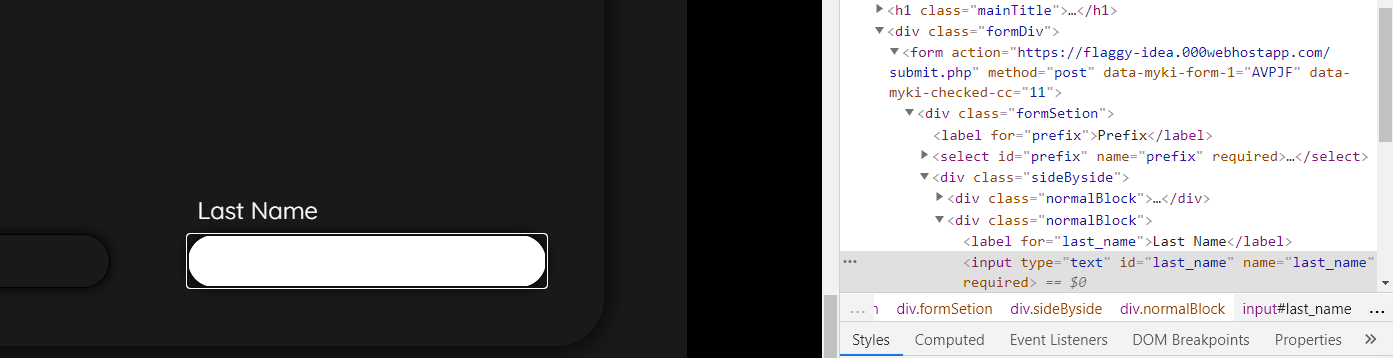 Last Name
<h1 class="mainTitle">…</h1>
<div class="formDiv">
<form action="https://flaggy-idea.000webhostapp.com/
submit.php" method="post" data-myki-form-1="AVPJF" data-
myki-checked-cc="11">
<div class="formSetion">
<label for="prefix">Prefix</label>
<select id="prefix" name="prefix" required>…</select>
<div class="sideByside">
<div class="normalBlock">…</div>
<div class="normalBlock">
<label for="last_name">Last Name</label>
… <input type="text" id="last_name" name="last_name"
required> == $0
… div.formSetion div.sideByside div.normalBlock input#last_name …
Styles Computed Event Listeners DOM Breakpoints Properties »